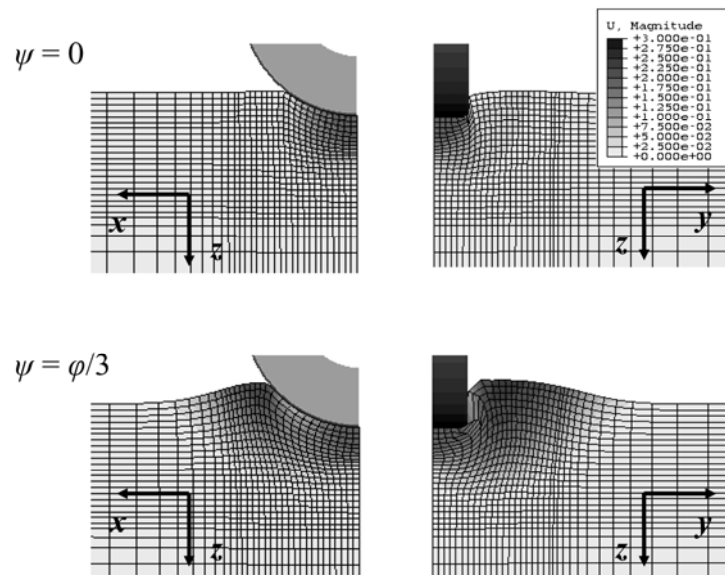 ψ = 0
U, Magnitude
+3.000e-01
+2.750e-01
+2.500e-01
+2.250e-01
+2.000e-01
+1.750e-01
+1.500e-01
+1.250e-01
+1.000e-01
+7.500e-02
+5.000e-02
+2.500e-02
+0.000e+00
x
z
z
y
ψ = φ/3
x
z
z
y